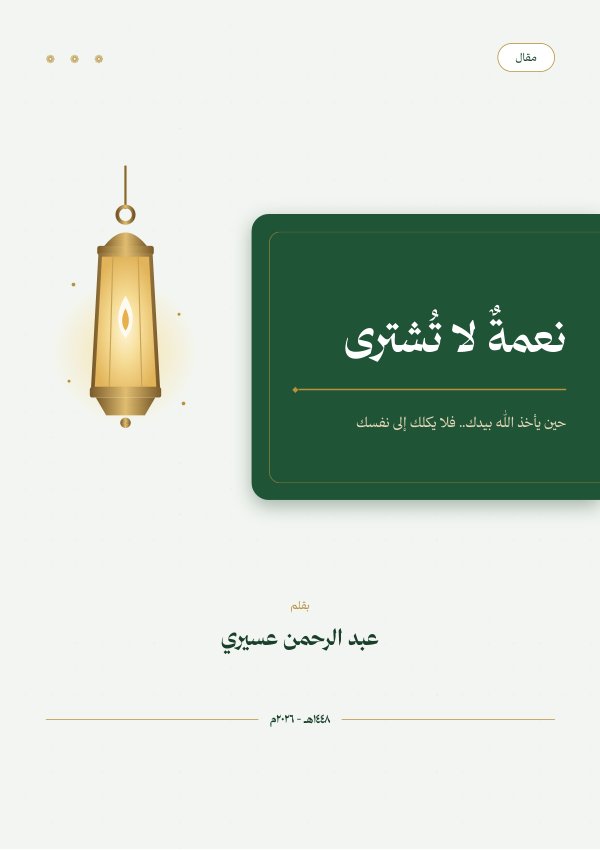 مقال
نعمةٌ لا تُشترى
حين يأخذ الله بيدك.. فلا يكلك إلى نفسك
بقلم
عبد الرحمن عسيري
١٤٤٨هـ - ٢٠٢٦م